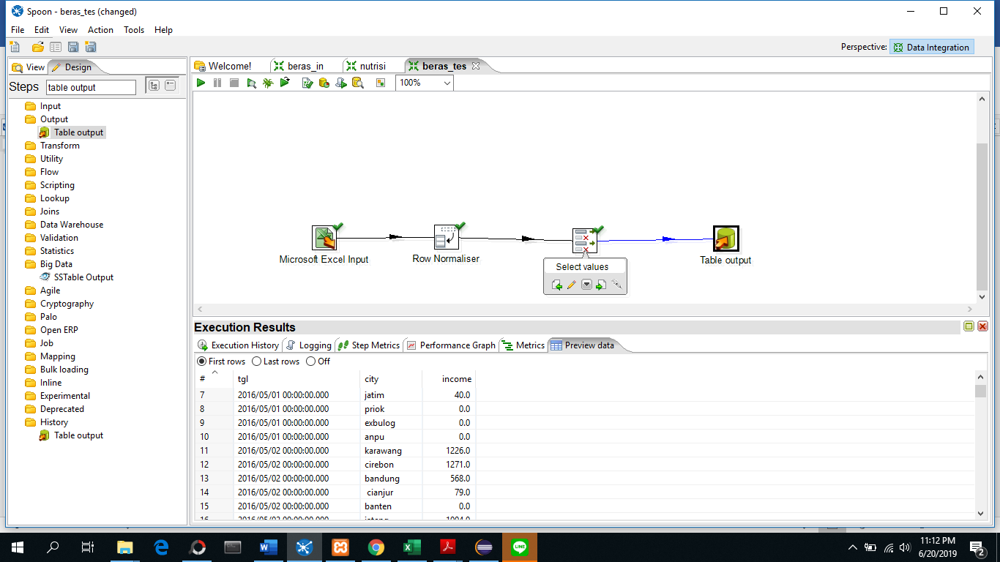 Spoon - beras_tes (changed)
File Edit View Action Tools Help
Perspective: Data Integration
View Design
Welcome! beras_in nutrisi beras_tes
Steps table output
100%
Input
Output
Table output
Transform
Utility
Flow
Scripting
Lookup
Joins
Data Warehouse
Validation
Statistics
Big Data
SSTable Output
Agile
Cryptography
Palo
Open ERP
Job
Mapping
Bulk loading
Inline
Experimental
Deprecated
History
Table output
Microsoft Excel Input
Row Normaliser
Select values
Table output
Execution Results
Execution History Logging Step Metrics Performance Graph Metrics Preview data
First rows Last rows Off
# tgl city income
7 2016/05/01 00:00:00.000 jatim 40.0
8 2016/05/01 00:00:00.000 priok 0.0
9 2016/05/01 00:00:00.000 exbulog 0.0
10 2016/05/01 00:00:00.000 anpu 0.0
11 2016/05/02 00:00:00.000 karawang 1226.0
12 2016/05/02 00:00:00.000 cirebon 1271.0
13 2016/05/02 00:00:00.000 bandung 568.0
14 2016/05/02 00:00:00.000 cianjur 79.0
15 2016/05/02 00:00:00.000 banten 0.0
16 2016/05/02 00:00:00.000
11:12 PM
6/20/2019
2